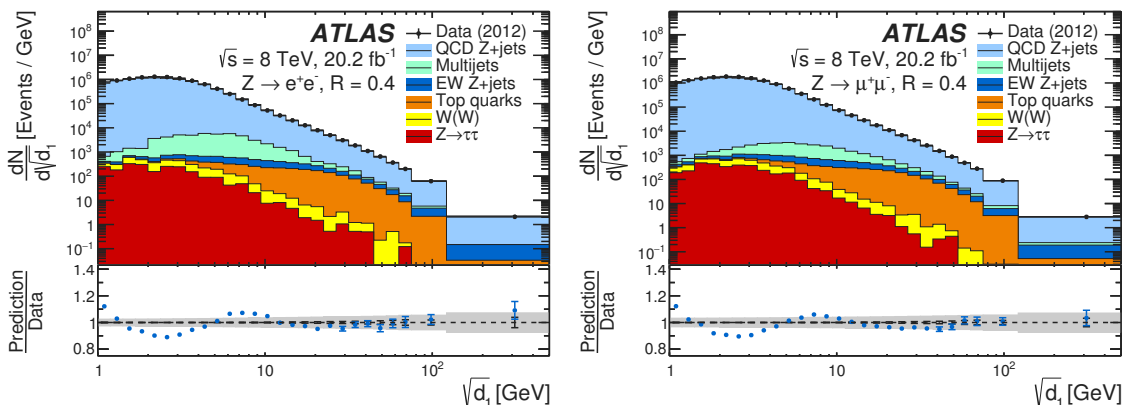 ATLAS
√s = 8 TeV, 20.2 fb⁻¹
Z → e⁺e⁻, R = 0.4
Data (2012)
QCD Z+jets
Multijets
EW Z+jets
Top quarks
W(W)
Z→ττ
dN/d√d₁ [Events / GeV]
10⁸
10⁷
10⁶
10⁵
10⁴
10³
10²
10
1
10⁻¹
Prediction/Data
1.4
1.2
1
0.8
1 10 10²
√d₁ [GeV]
ATLAS
√s = 8 TeV, 20.2 fb⁻¹
Z → μ⁺μ⁻, R = 0.4
Data (2012)
QCD Z+jets
Multijets
EW Z+jets
Top quarks
W(W)
Z→ττ
dN/d√d₁ [Events / GeV]
10⁸
10⁷
10⁶
10⁵
10⁴
10³
10²
10
1
10⁻¹
Prediction/Data
1.4
1.2
1
0.8
1 10 10²
√d₁ [GeV]